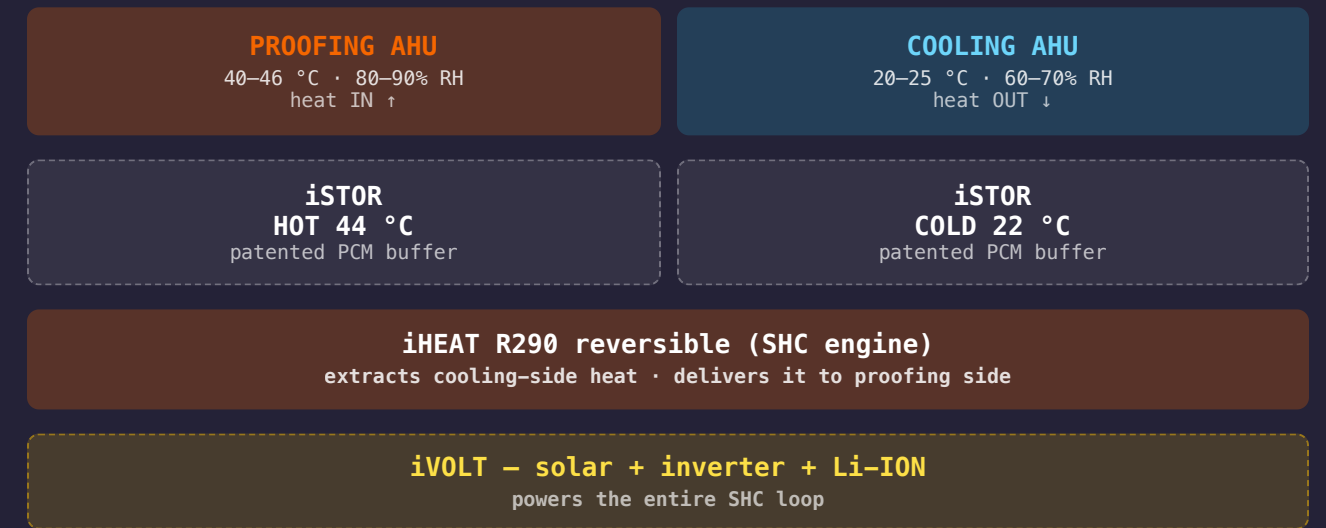 PROOFING AHU
40–46 °C · 80–90% RH
heat IN ↑
COOLING AHU
20–25 °C · 60–70% RH
heat OUT ↓
iSTOR
HOT 44 °C
patented PCM buffer
iSTOR
COLD 22 °C
patented PCM buffer
iHEAT R290 reversible (SHC engine)
extracts cooling–side heat · delivers it to proofing side
iVOLT — solar + inverter + Li–ION
powers the entire SHC loop